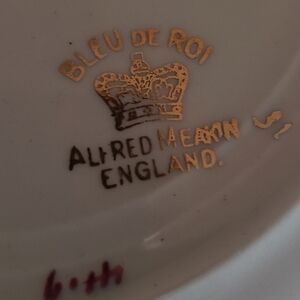 BLEU DE ROI
ALFRED MEAKIN
ENGLAND.